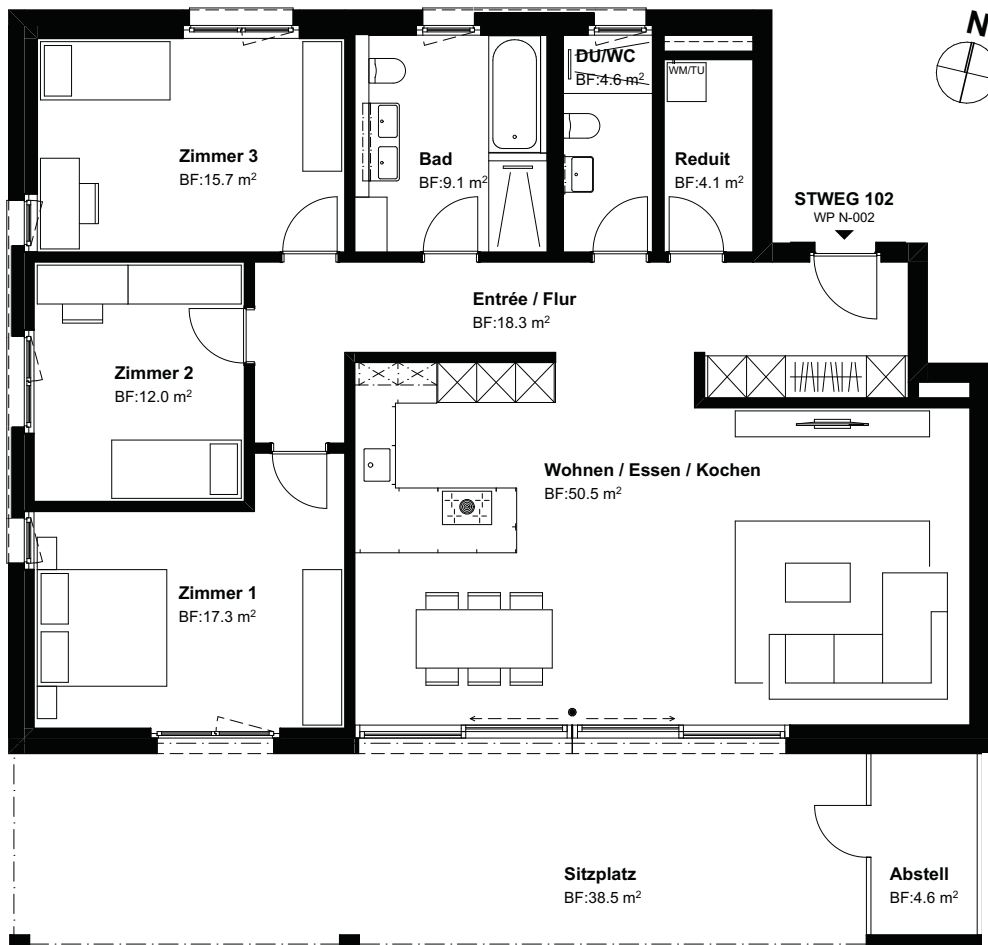 N
DU/WC
BF:4.6 m²
WM/TU
Zimmer 3
BF:15.7 m²
Bad
BF:9.1 m²
Reduit
BF:4.1 m²
STWEG 102
WP N-002
Entrée / Flur
BF:18.3 m²
Zimmer 2
BF:12.0 m²
Wohnen / Essen / Kochen
BF:50.5 m²
Zimmer 1
BF:17.3 m²
Sitzplatz
BF:38.5 m²
Abstell
BF:4.6 m²